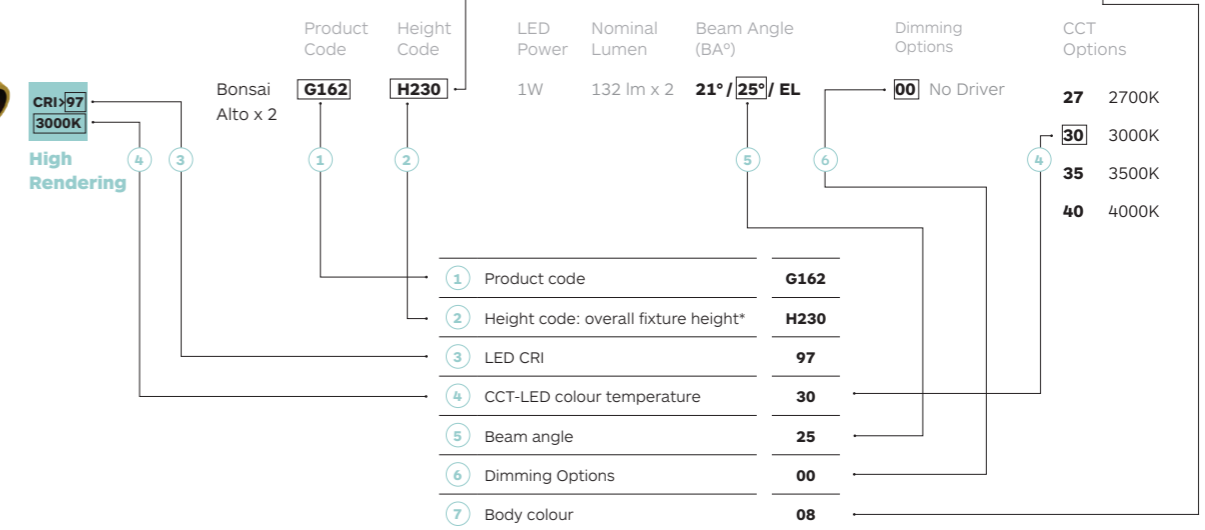 Product Height LED Nominal Beam Angle Dimming CCT
Code Code Power Lumen (BAº) Options Options
CRI>97
3000K
High
Rendering
Bonsai G162 H230 1W 132 lm x 2 21° / 25° / EL 00 No Driver
Alto x 2
27 2700K
30 3000K
35 3500K
40 4000K
4 3 1 2 5 6 4
1 Product code G162
2 Height code: overall fixture height* H230
3 LED CRI 97
4 CCT-LED colour temperature 30
5 Beam angle 25
6 Dimming Options 00
7 Body colour 08